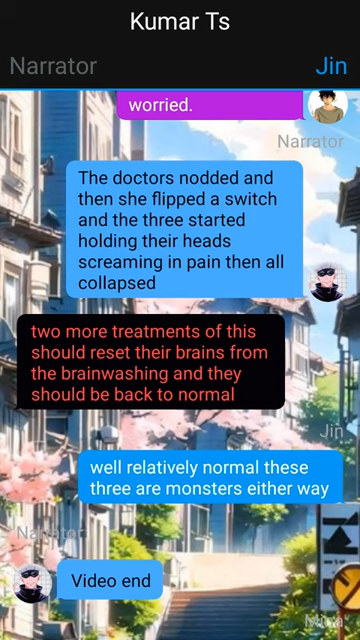 Kumar Ts
Narrator
Jin
worried.
Narrator
The doctors nodded and
then she flipped a switch
and the three started
holding their heads
screaming in pain then all
collapsed
two more treatments of this
should reset their brains from
the brainwashing and they
should be back to normal
Jin
well relatively normal these
three are monsters either way
Narrator
Video end